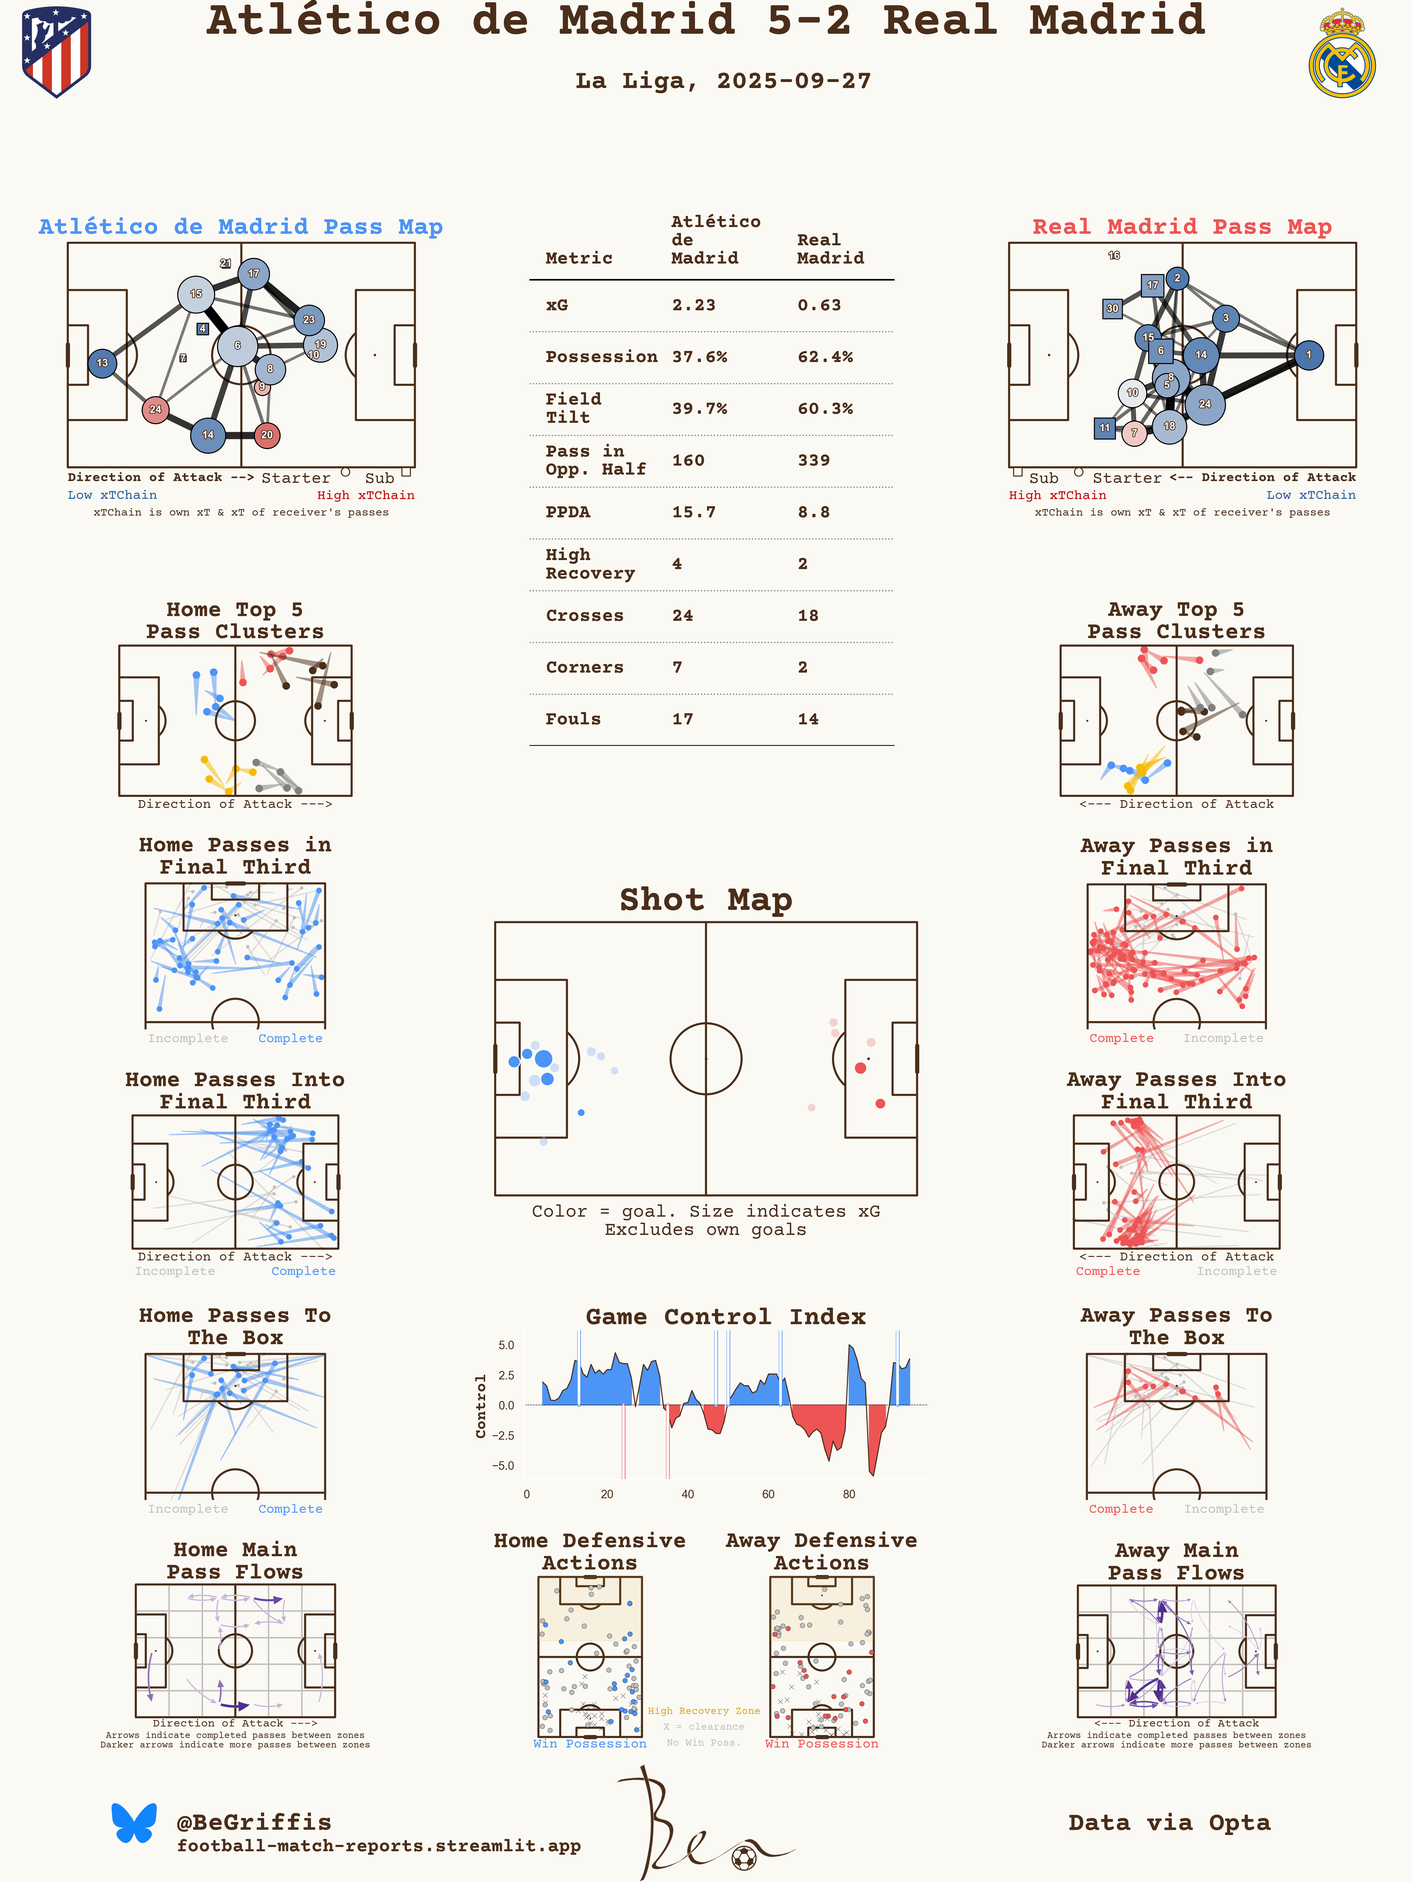 Atlético de Madrid 5-2 Real Madrid
La Liga, 2025-09-27
Atlético de Madrid Pass Map
21
17
15
4
23
6
19
10
7
13
8
9
24
14
20
Direction of Attack --> Starter Sub
Low xTChain High xTChain
xTChain is own xT & xT of receiver's passes
Metric Atlético de Madrid Real Madrid
xG 2.23 0.63
Possession 37.6% 62.4%
Field Tilt 39.7% 60.3%
Pass in Opp. Half 160 339
PPDA 15.7 8.8
High Recovery 4 2
Crosses 24 18
Corners 7 2
Fouls 17 14
Real Madrid Pass Map
16
2
17
30
3
15
6
14
1
8
5
10
24
11
7
18
Sub Starter <-- Direction of Attack
High xTChain Low xTChain
xTChain is own xT & xT of receiver's passes
Home Top 5
Pass Clusters
Direction of Attack --->
Away Top 5
Pass Clusters
<--- Direction of Attack
Home Passes in
Final Third
Incomplete Complete
Shot Map
Color = goal. Size indicates xG
Excludes own goals
Away Passes in
Final Third
Complete Incomplete
Home Passes Into
Final Third
Direction of Attack --->
Incomplete Complete
Away Passes Into
Final Third
<--- Direction of Attack
Complete Incomplete
Home Passes To
The Box
Incomplete Complete
Game Control Index
Control
5.0
2.5
0.0
−2.5
−5.0
0 20 40 60 80
Away Passes To
The Box
Complete Incomplete
Home Main
Pass Flows
Direction of Attack --->
Arrows indicate completed passes between zones
Darker arrows indicate more passes between zones
Home Defensive
Actions
Win Possession
Away Defensive
Actions
Win Possession
High Recovery Zone
X = clearance
No Win Poss.
Away Main
Pass Flows
<--- Direction of Attack
Arrows indicate completed passes between zones
Darker arrows indicate more passes between zones
@BeGriffis
football-match-reports.streamlit.app
Ben
Data via Opta